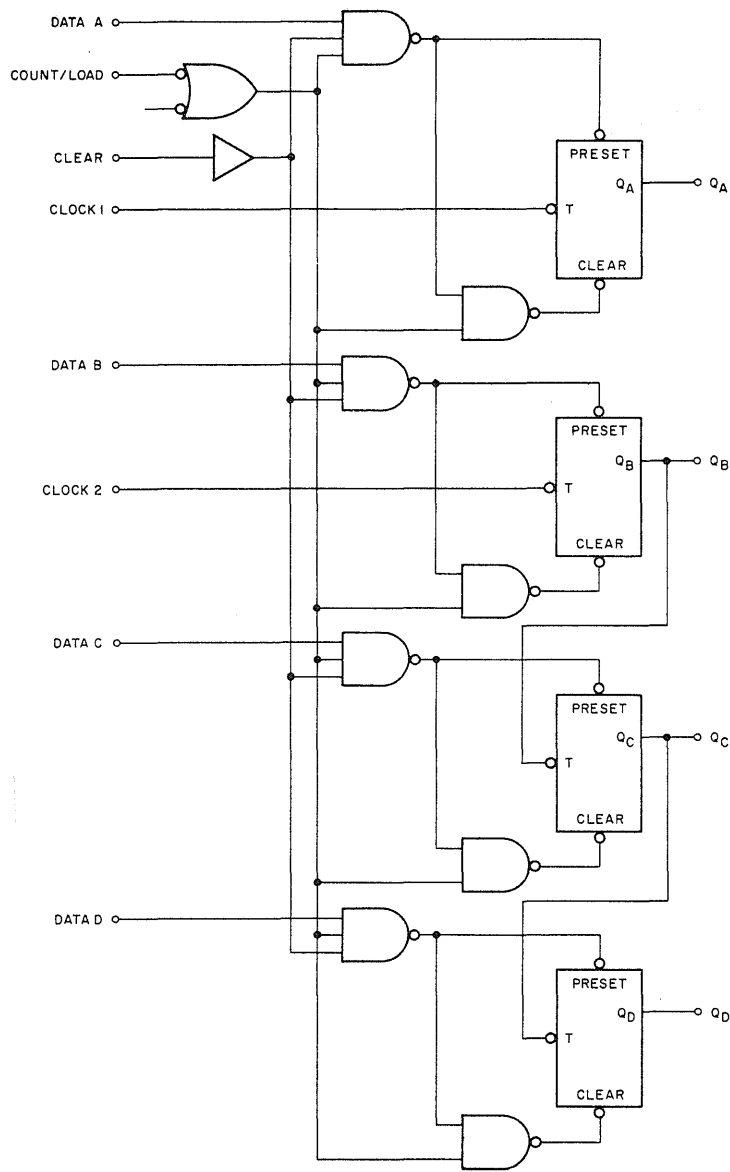 DATA A
COUNT/LOAD
CLEAR
CLOCK 1
PRESET
QA
QA
T
CLEAR
DATA B
PRESET
QB
QB
CLOCK 2
T
CLEAR
DATA C
PRESET
QC
QC
T
CLEAR
DATA D
PRESET
QD
QD
T
CLEAR